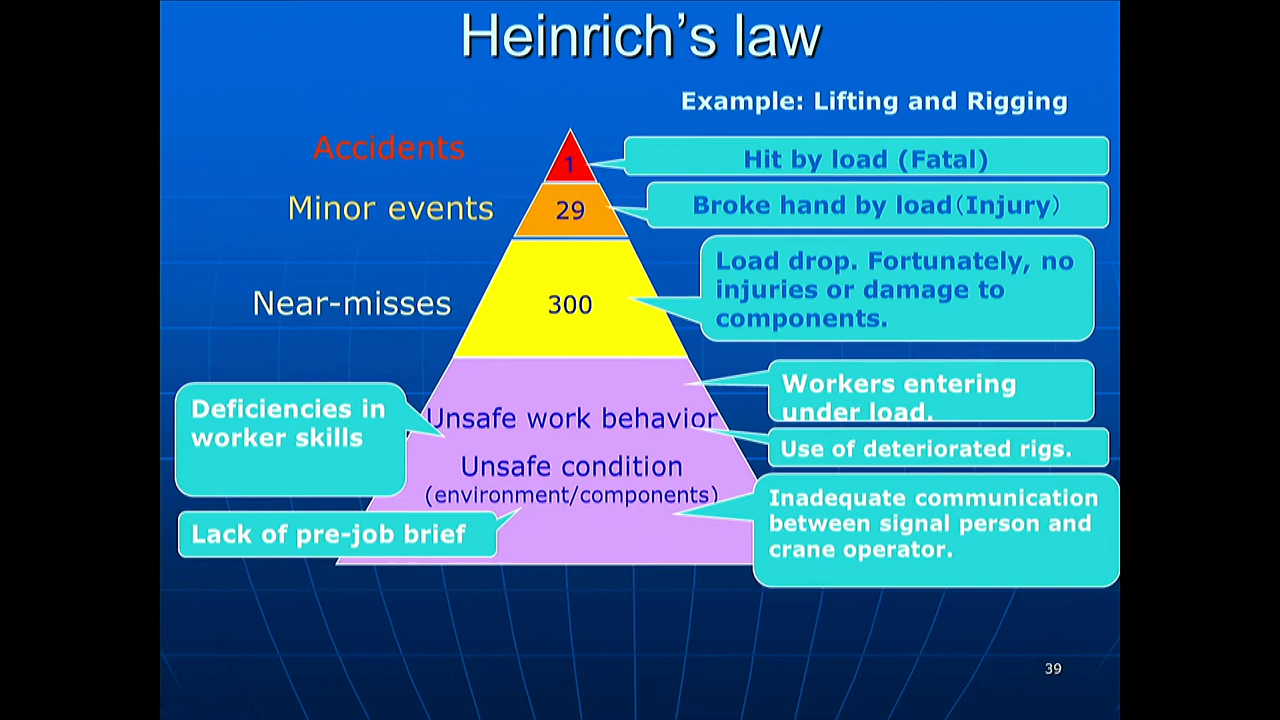 Heinrich's law
Example: Lifting and Rigging
Accidents
1
Hit by load (Fatal)
Minor events
29
Broke hand by load（Injury）
Near-misses
300
Load drop. Fortunately, no
injuries or damage to
components.
Deficiencies in
worker skills
Unsafe work behavior
Unsafe condition
(environment/components)
Lack of pre-job brief
Workers entering
under load.
Use of deteriorated rigs.
Inadequate communication
between signal person and
crane operator.
39